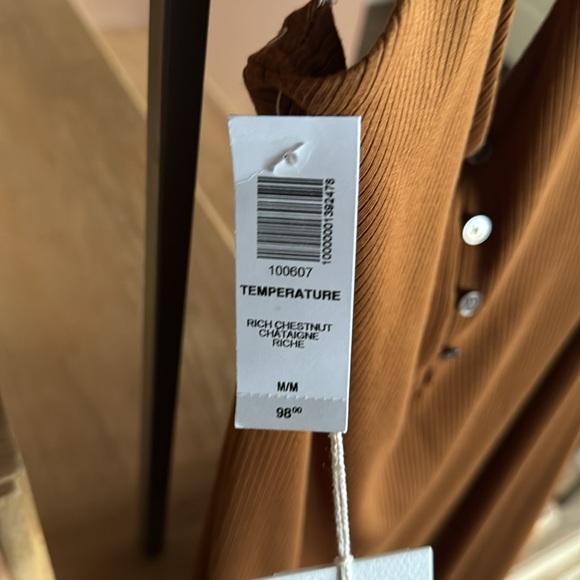 10000001392478
100607
TEMPERATURE
RICH CHESTNUT
CHÂTAIGNE
RICHE
M/M
98⁰⁰